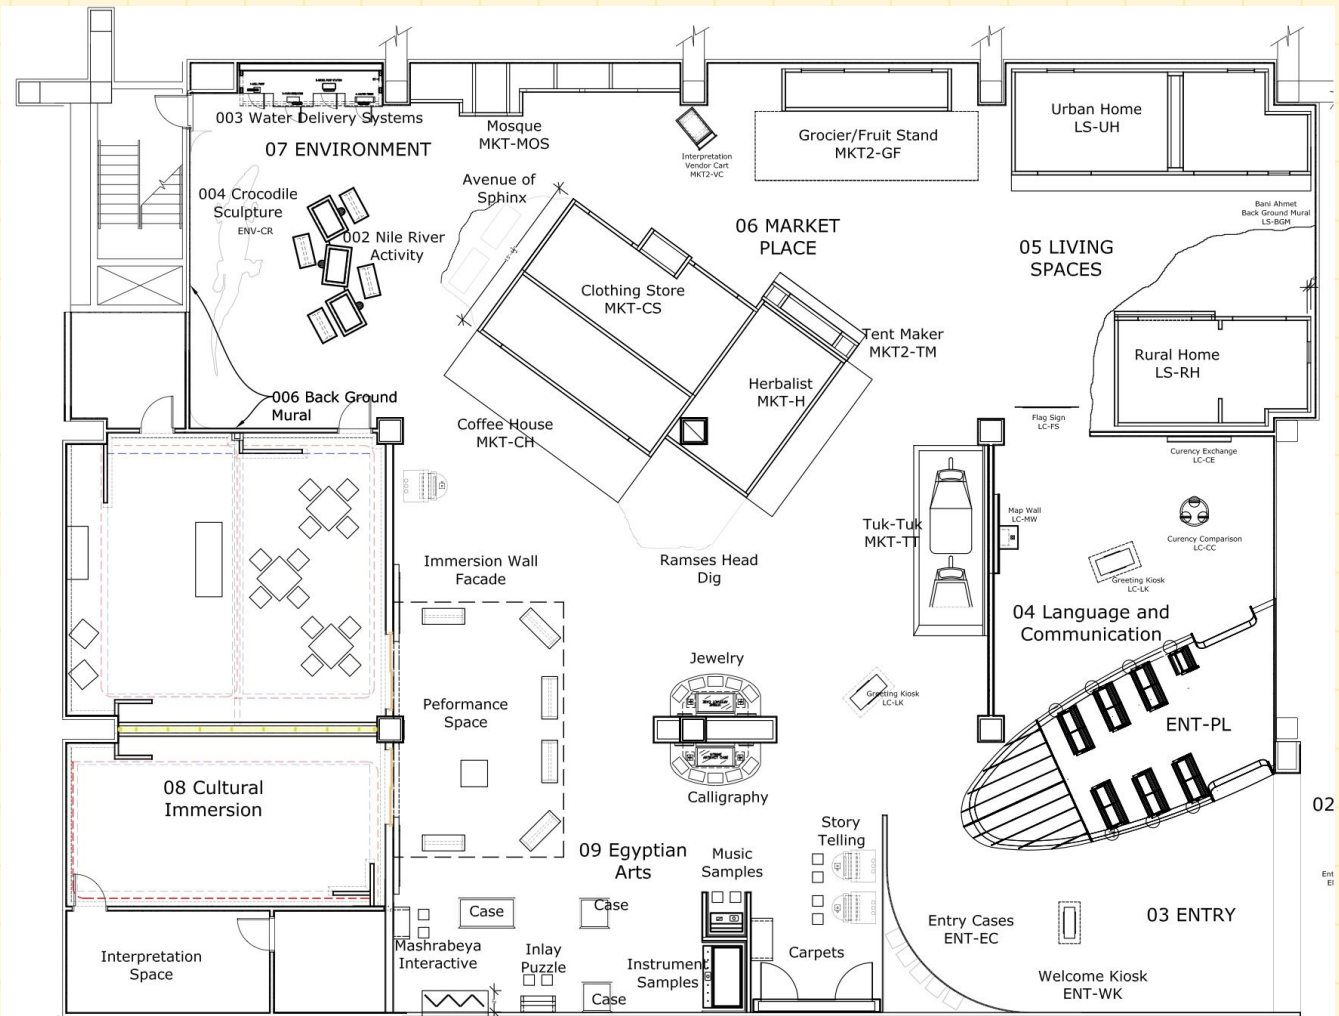 003 Water Delivery Systems
07 ENVIRONMENT
004 Crocodile
Sculpture
ENV-CR
002 Nile River
Activity
006 Back Ground
Mural
Mosque
MKT-MOS
Avenue of
Sphinx
Interpretation
Vendor Cart
MKT2-VC
Grocier/Fruit Stand
MKT2-GF
06 MARKET
PLACE
Clothing Store
MKT-CS
Tent Maker
MKT2-TM
Herbalist
MKT-H
Coffee House
MKT-CH
Ramses Head
Dig
Urban Home
LS-UH
Bani Ahmet
Back Ground Mural
LS-BGM
05 LIVING
SPACES
Rural Home
LS-RH
Flag Sign
LC-FS
Curency Exchange
LC-CE
Tuk-Tuk
MKT-TT
Map Wall
LC-MW
Curency Comparison
LC-CC
Greeting Kiosk
LC-LK
04 Language and
Communication
Immersion Wall
Facade
Peformance
Space
Jewelry
Calligraphy
Greeting Kiosk
LC-LK
ENT-PL
08 Cultural
Immersion
02
09 Egyptian
Arts
Music
Samples
Story
Telling
Case
Case
Case
Mashrabeya
Interactive
Inlay
Puzzle
Instrument
Samples
Carpets
Entry Cases
ENT-EC
03 ENTRY
Welcome Kiosk
ENT-WK
Interpretation
Space
Ent